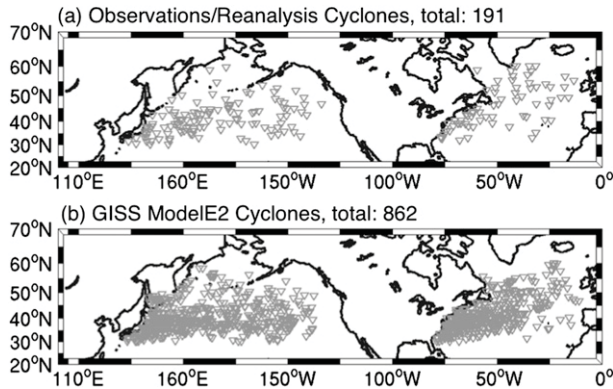 (a) Observations/Reanalysis Cyclones, total: 191
70°N
60°N
50°N
40°N
30°N
20°N
110°E 160°E 150°W 100°W 50°W 0°
(b) GISS ModelE2 Cyclones, total: 862
70°N
60°N
50°N
40°N
30°N
20°N
110°E 160°E 150°W 100°W 50°W 0°